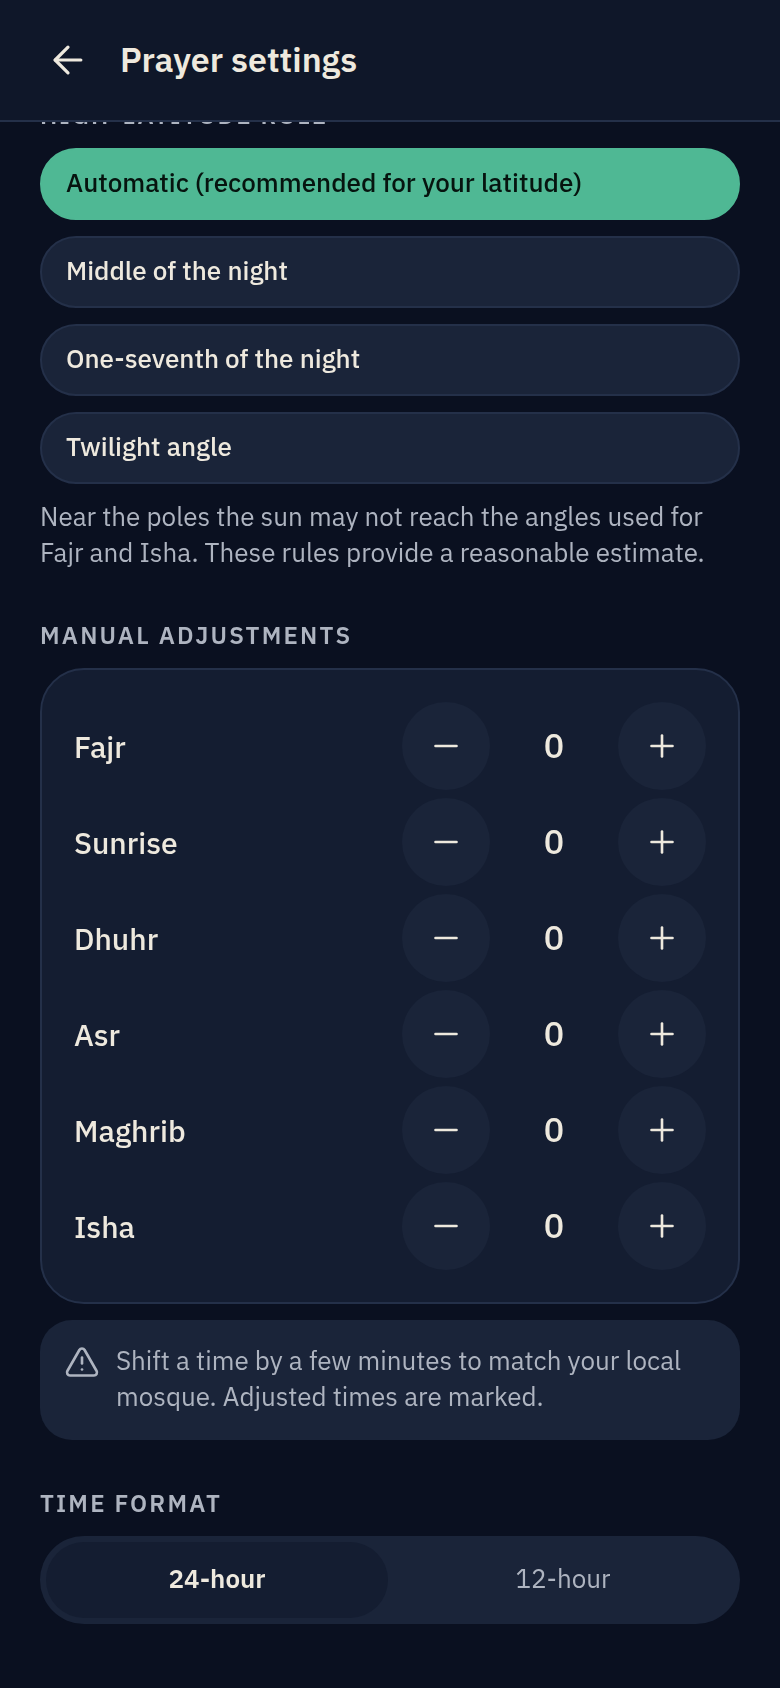 Prayer settings
HIGH-LATITUDE RULE
Automatic (recommended for your latitude)
Middle of the night
One-seventh of the night
Twilight angle
Near the poles the sun may not reach the angles used for
Fajr and Isha. These rules provide a reasonable estimate.
MANUAL ADJUSTMENTS
Fajr − 0 +
Sunrise − 0 +
Dhuhr − 0 +
Asr − 0 +
Maghrib − 0 +
Isha − 0 +
Shift a time by a few minutes to match your local
mosque. Adjusted times are marked.
TIME FORMAT
24-hour 12-hour